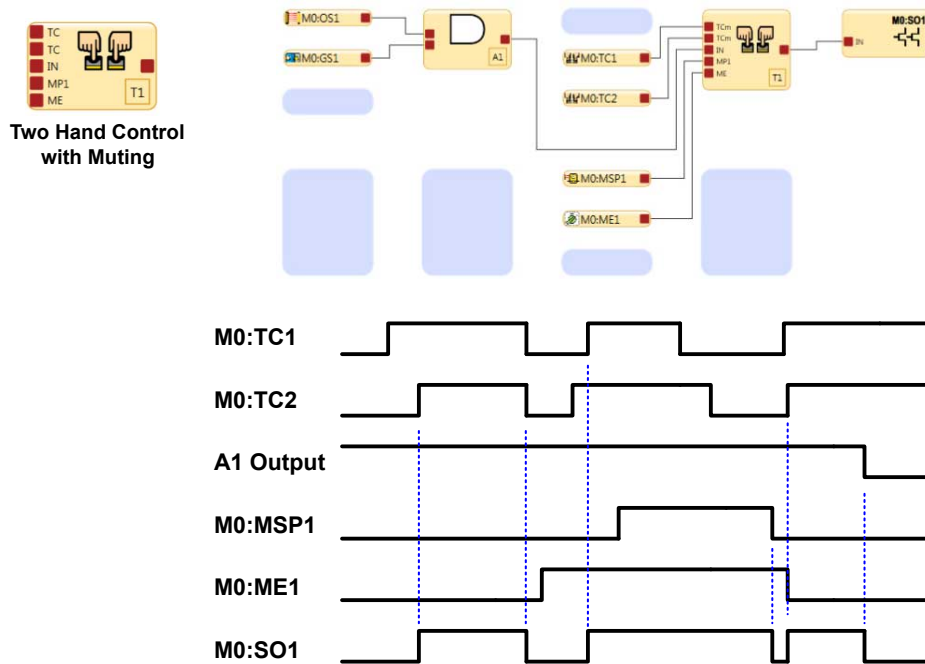 TC
TC
IN
MP1
ME
T1
Two Hand Control
with Muting
M0:OS1
M0:GS1
A1
M0:TC1
M0:TC2
M0:MSP1
M0:ME1
TCm
TCm
IN
MP1
ME
T1
M0:SO1
IN
M0:TC1
M0:TC2
A1 Output
M0:MSP1
M0:ME1
M0:SO1